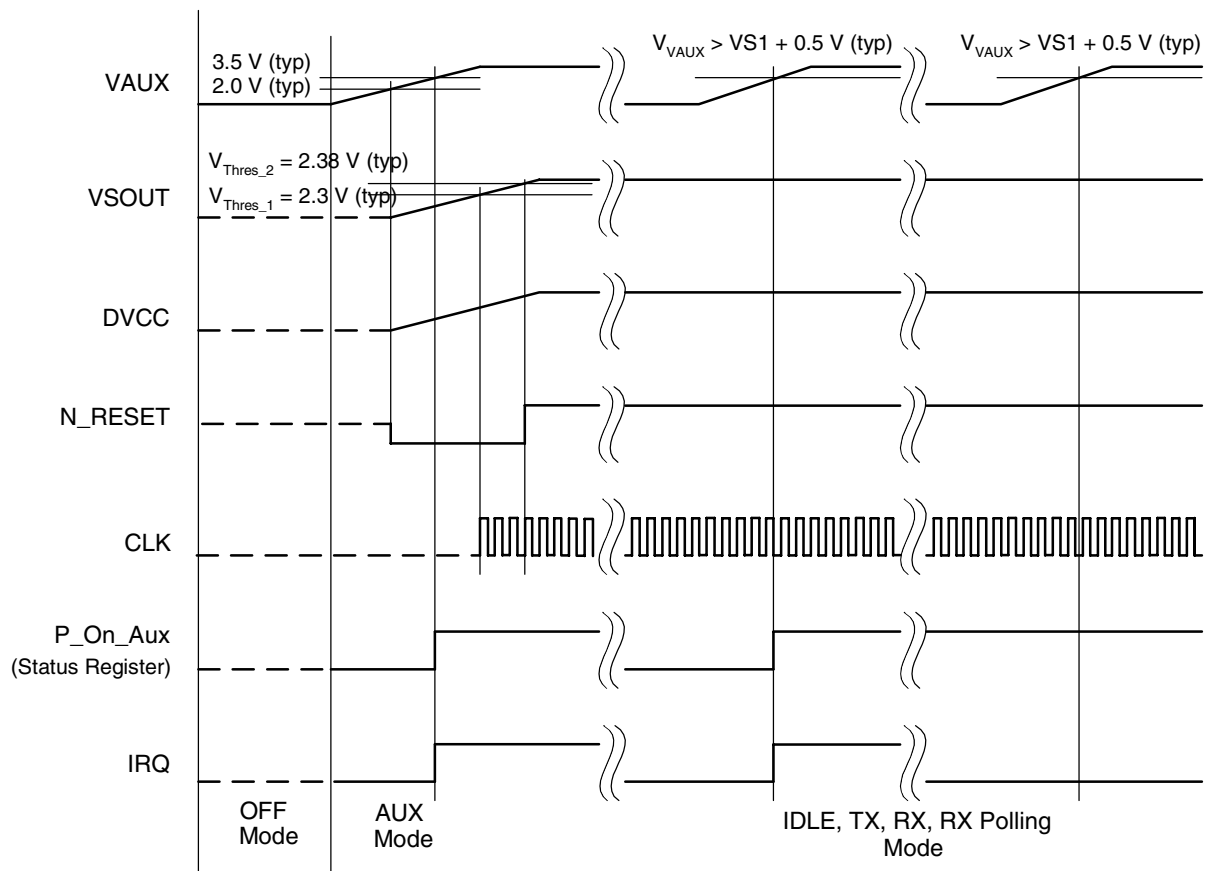 V_VAUX > VS1 + 0.5 V (typ)
V_VAUX > VS1 + 0.5 V (typ)
3.5 V (typ)
VAUX
2.0 V (typ)
V_Thres_2 = 2.38 V (typ)
VSOUT
V_Thres_1 = 2.3 V (typ)
DVCC
N_RESET
CLK
P_On_Aux
(Status Register)
IRQ
OFF
Mode
AUX
Mode
IDLE, TX, RX, RX Polling
Mode